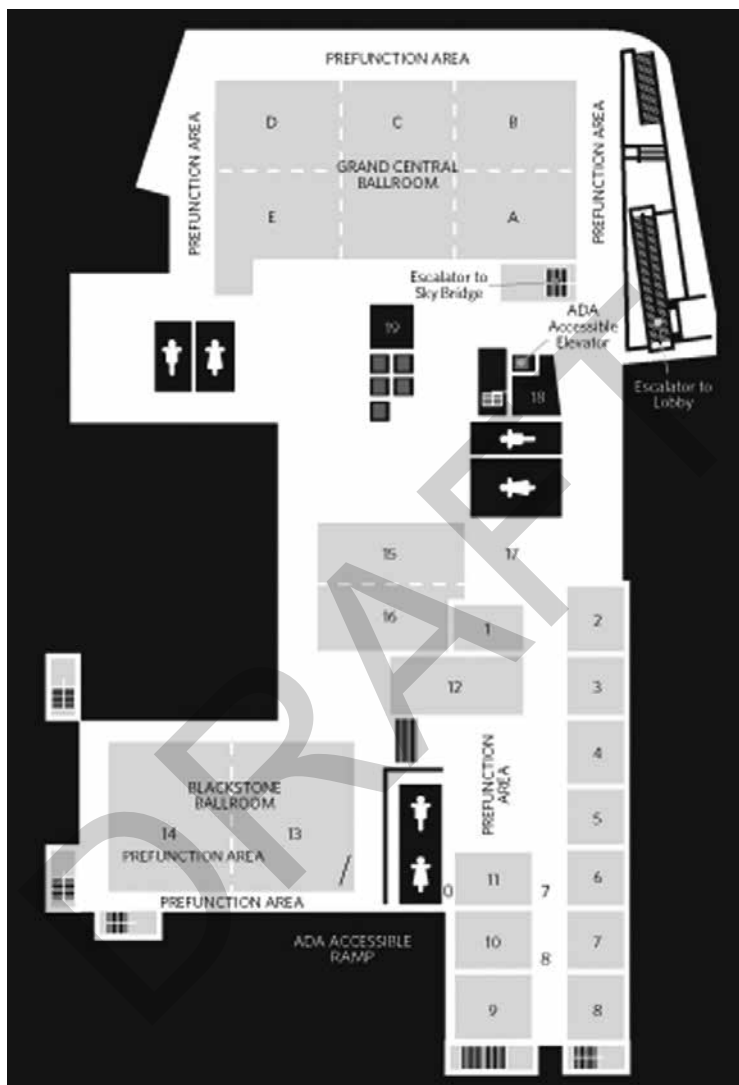 PREFUNCTION AREA
PREFUNCTION AREA
D
C
B
PREFUNCTION AREA
GRAND CENTRAL
BALLROOM
E
A
Escalator to
Sky Bridge
ADA
Accessible
Elevator
19
18
Escalator to
Lobby
15
17
16
1
2
12
3
PREFUNCTION
AREA
4
BLACKSTONE
BALLROOM
14
13
5
PREFUNCTION AREA
11
6
0
7
PREFUNCTION AREA
ADA ACCESSIBLE
RAMP
10
7
8
9
8
DRAFT